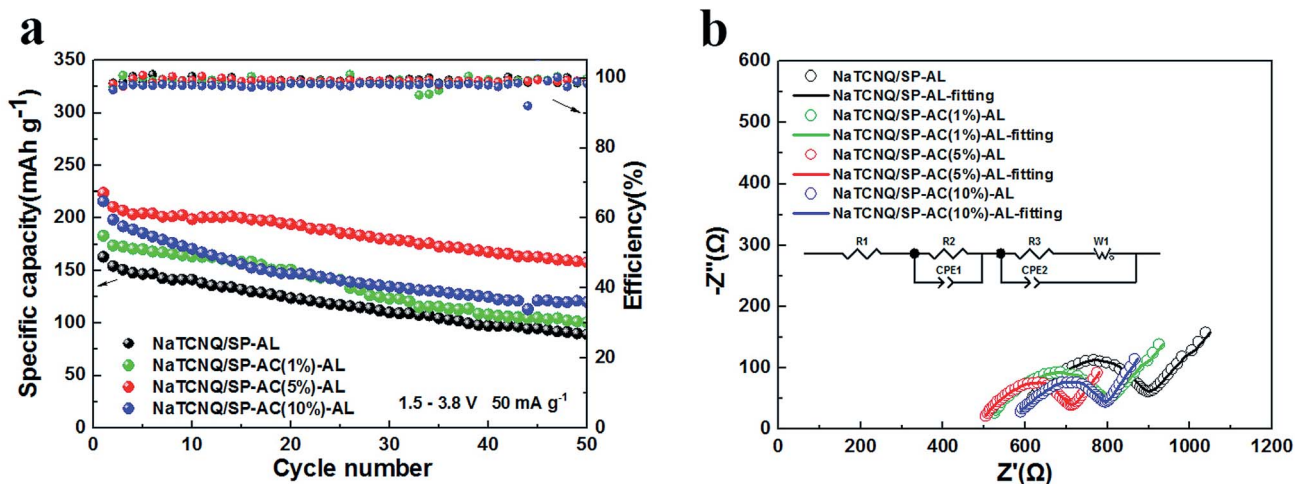 a
350
300
250
200
150
100
50
0
Specific capacity(mAh g⁻¹)
100
80
60
40
20
Efficiency(%)
NaTCNQ/SP-AL
NaTCNQ/SP-AC(1%)-AL
NaTCNQ/SP-AC(5%)-AL
NaTCNQ/SP-AC(10%)-AL
1.5 - 3.8 V 50 mA g⁻¹
0 10 20 30 40 50
Cycle number
b
600
500
400
300
200
100
0
-Z''(Ω)
NaTCNQ/SP-AL
NaTCNQ/SP-AL-fitting
NaTCNQ/SP-AC(1%)-AL
NaTCNQ/SP-AC(1%)-AL-fitting
NaTCNQ/SP-AC(5%)-AL
NaTCNQ/SP-AC(5%)-AL-fitting
NaTCNQ/SP-AC(10%)-AL
NaTCNQ/SP-AC(10%)-AL-fitting
R1 R2 R3 W1
CPE1 CPE2
0 200 400 600 800 1000 1200
Z'(Ω)